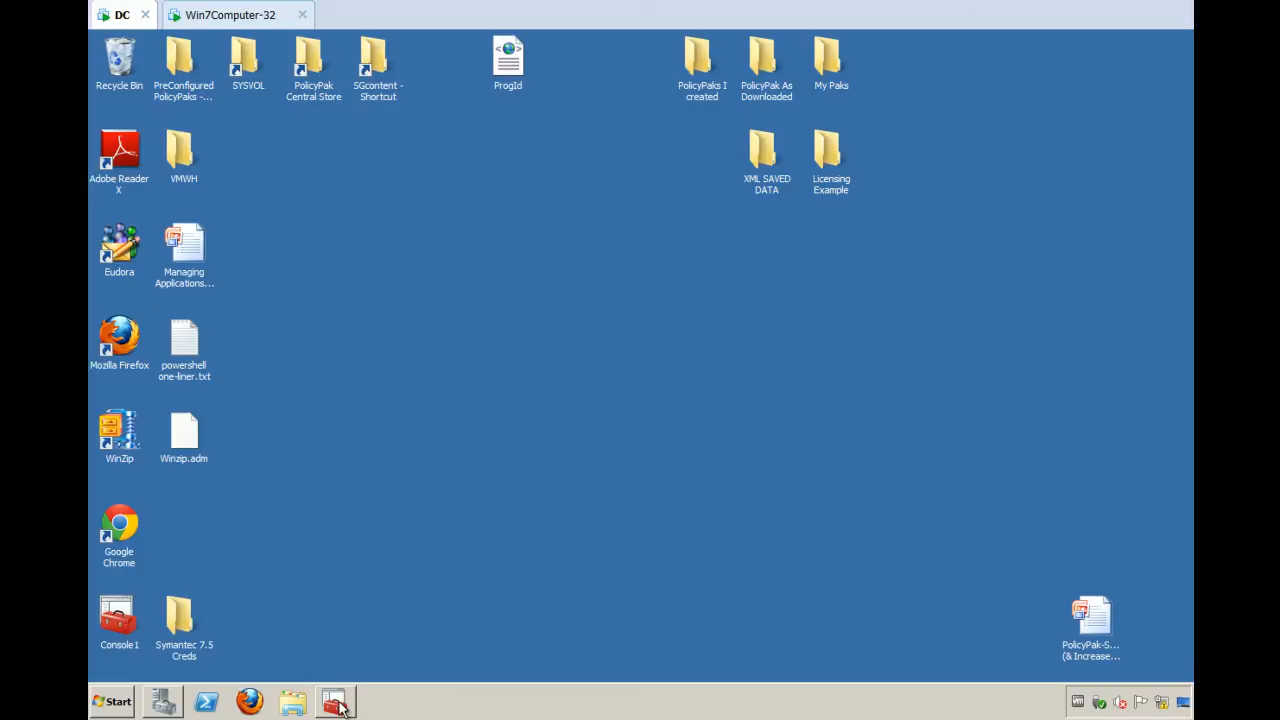 DC
Win7Computer-32
Recycle Bin
PreConfigured
PolicyPaks -...
SYSVOL
PolicyPak
Central Store
SGcontent -
Shortcut
ProgId
PolicyPaks I
created
PolicyPak As
Downloaded
My Paks
Adobe Reader
X
VMWH
XML SAVED
DATA
Licensing
Example
Eudora
Managing
Applications...
Mozilla Firefox
powershell
one-liner.txt
WinZip
Winzip.adm
Google
Chrome
Console1
Symantec 7.5
Creds
PolicyPak-S...
(& Increase...
Start